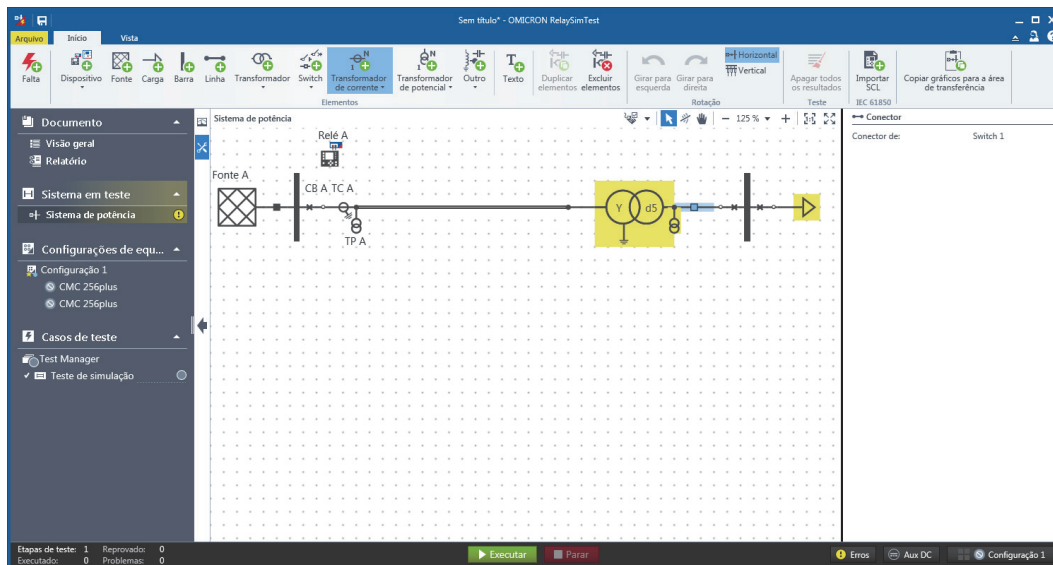 Sem título* - OMICRON RelaySimTest
Arquivo Início Vista
Falta
Dispositivo
Fonte
Carga
Barra
Linha
Transformador
Switch
Transformador
de corrente
Transformador
de potencial
Outro
Texto
Duplicar
elementos
Excluir
elementos
Girar para
esquerda
Girar para
direita
Horizontal
Vertical
Apagar todos
os resultados
Importar
SCL
Copiar gráficos para a área
de transferência
Elementos Rotação Teste IEC 61850
Documento
Visão geral
Relatório
Sistema em teste
Sistema de potência
Configurações de equ...
Configuração 1
CMC 256plus
CMC 256plus
Casos de teste
Test Manager
Teste de simulação
Sistema de potência
125 %
Relé A
Fonte A
CB A TC A
TP A
Y d5
Conector
Conector de: Switch 1
Etapas de teste: 1 Reprovado: 0
Executado: 0 Problemas: 0
Executar
Parar
Erros
Aux DC
Configuração 1